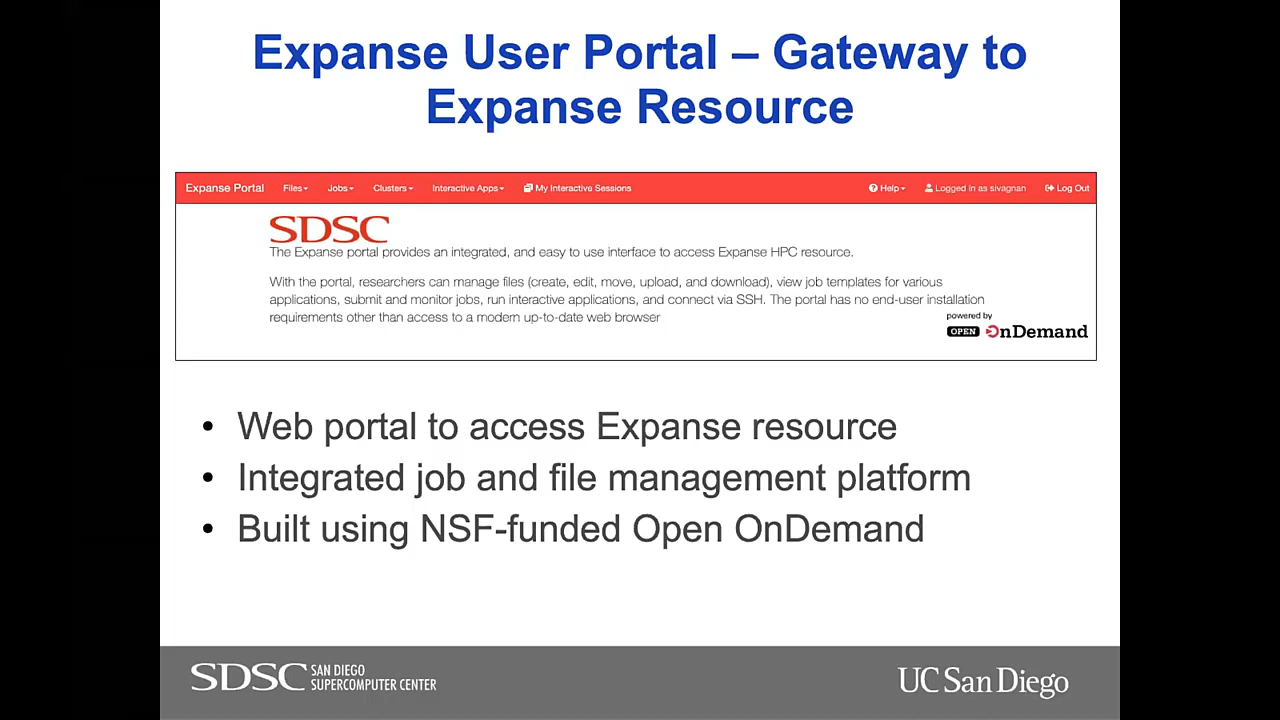 Expanse User Portal – Gateway to
Expanse Resource
Expanse Portal Files Jobs Clusters Interactive Apps My Interactive Sessions Help Logged in as sivagnan Log Out
SDSC
The Expanse portal provides an integrated, and easy to use interface to access Expanse HPC resource.
With the portal, researchers can manage files (create, edit, move, upload, and download), view job templates for various
applications, submit and monitor jobs, run interactive applications, and connect via SSH. The portal has no end-user installation
requirements other than access to a modern up-to-date web browser
powered by
OPEN OnDemand
• Web portal to access Expanse resource
• Integrated job and file management platform
• Built using NSF-funded Open OnDemand
SDSC SAN DIEGO
SUPERCOMPUTER CENTER
UC San Diego